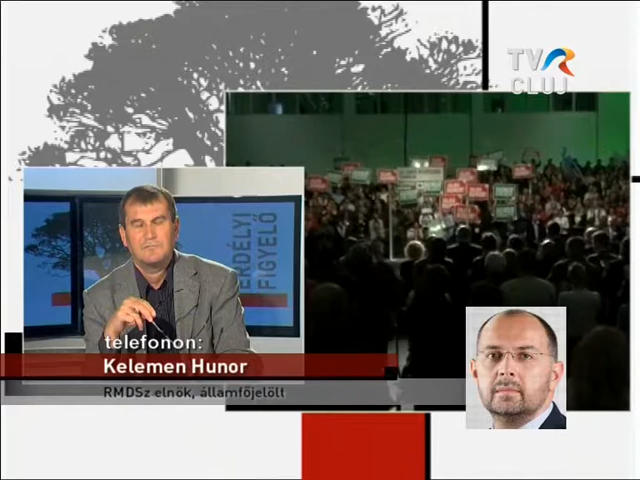 TVR
CLUJ
ERDÉLYI
FIGYELŐ
telefonon:
Kelemen Hunor
RMDSz elnök, államfőjelölt